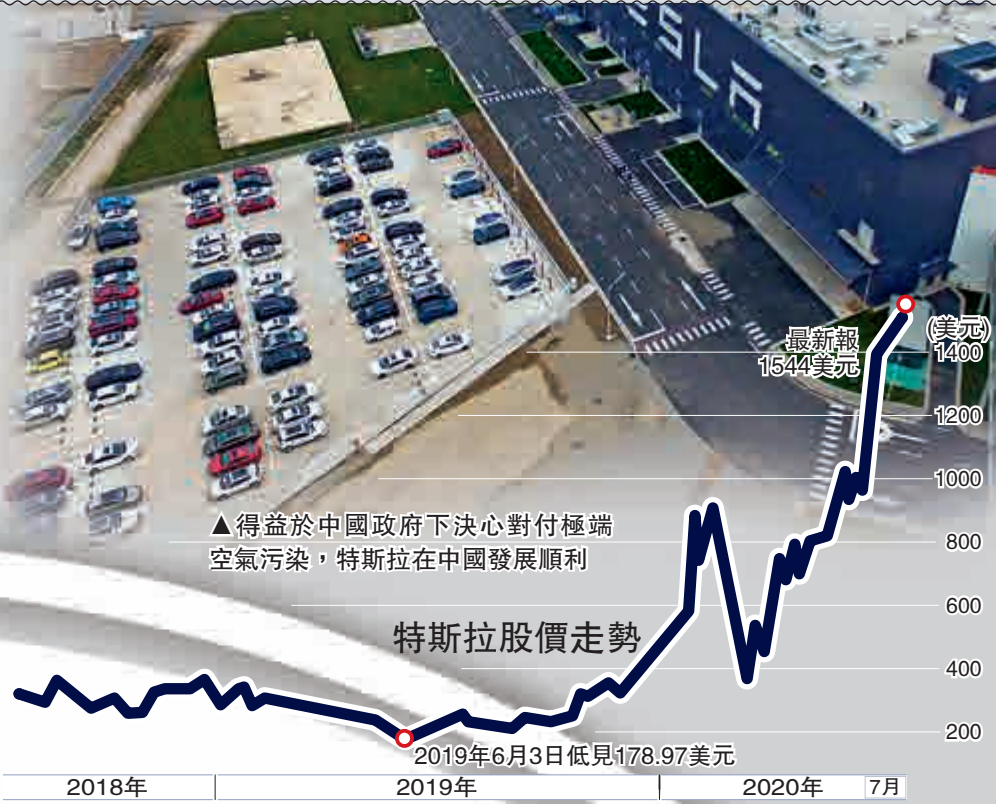 TESLA
最新報
1544美元
(美元)
1400
1200
1000
800
600
400
200
▲得益於中國政府下決心對付極端
空氣污染,特斯拉在中國發展順利
特斯拉股價走勢
2019年6月3日低見178.97美元
2018年
2019年
2020年
7月